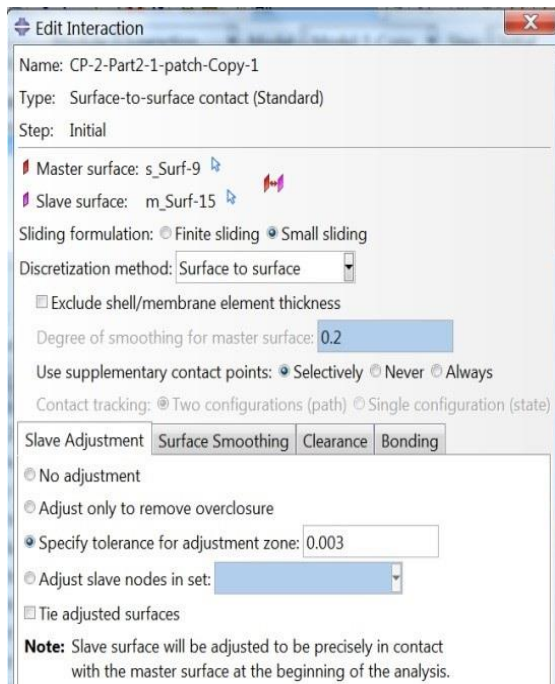 Edit Interaction
Name: CP-2-Part2-1-patch-Copy-1
Type: Surface-to-surface contact (Standard)
Step: Initial
Master surface: s_Surf-9
Slave surface: m_Surf-15
Sliding formulation: Finite sliding Small sliding
Discretization method: Surface to surface
Exclude shell/membrane element thickness
Degree of smoothing for master surface: 0.2
Use supplementary contact points: Selectively Never Always
Contact tracking: Two configurations (path) Single configuration (state)
Slave Adjustment Surface Smoothing Clearance Bonding
No adjustment
Adjust only to remove overclosure
Specify tolerance for adjustment zone: 0.003
Adjust slave nodes in set:
Tie adjusted surfaces
Note: Slave surface will be adjusted to be precisely in contact
with the master surface at the beginning of the analysis.